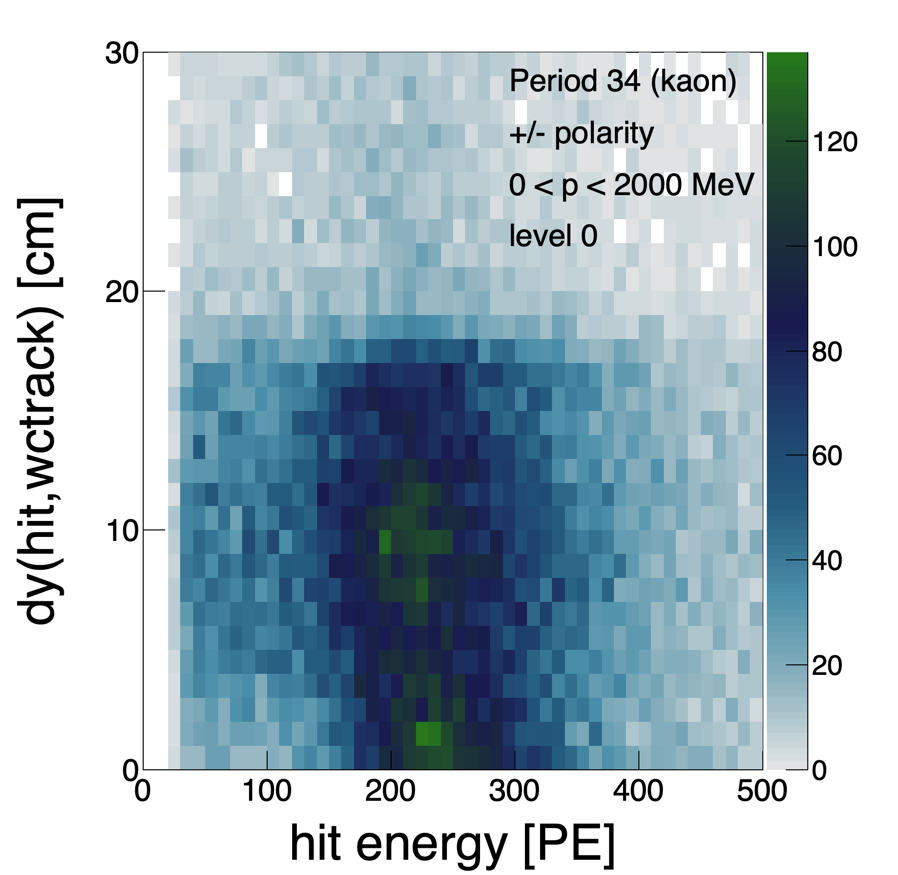 30
Period 34 (kaon)
+/- polarity
0 < p < 2000 MeV
level 0
120
100
80
60
40
20
0
20
10
0
dy(hit,wctrack) [cm]
0 100 200 300 400 500
hit energy [PE]